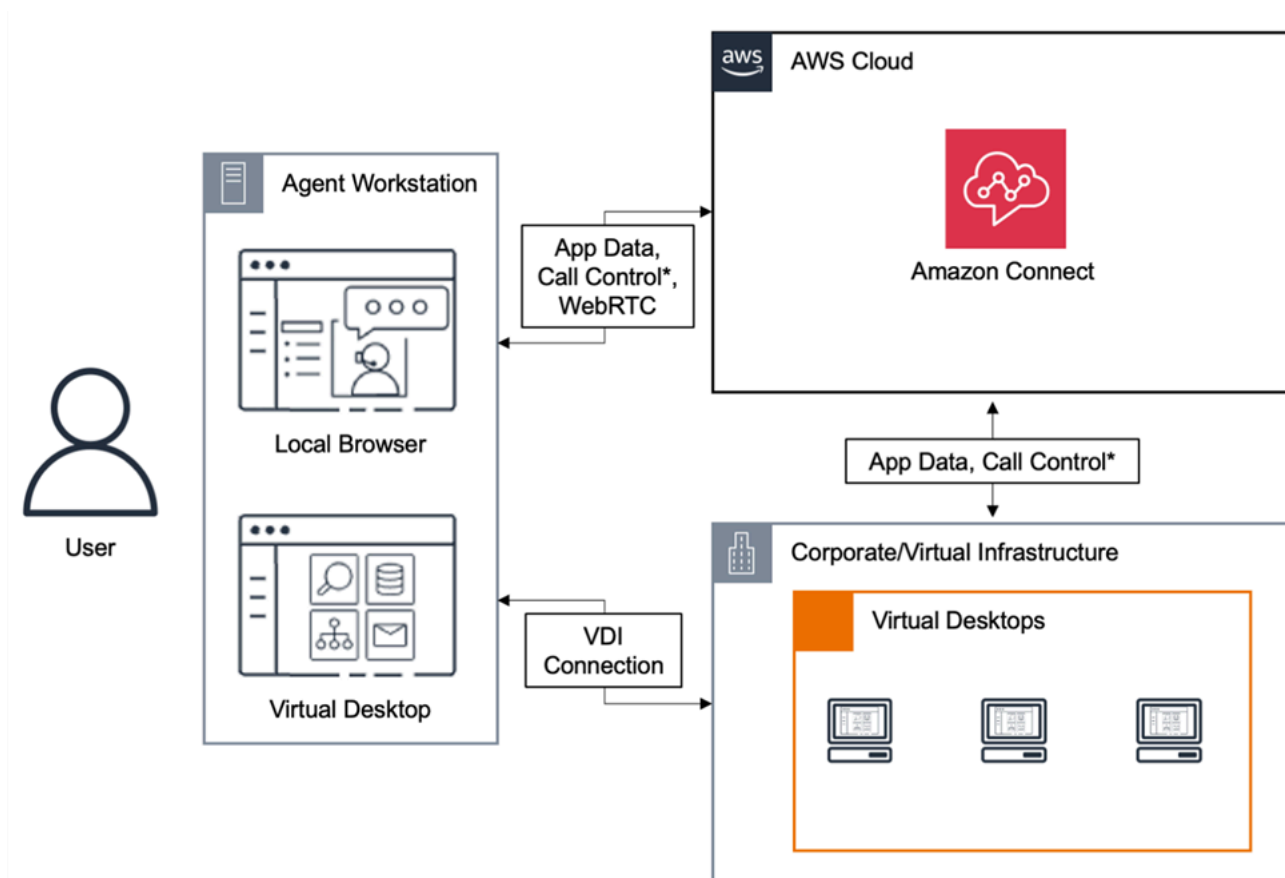 aws
AWS Cloud
Amazon Connect
Agent Workstation
Local Browser
Virtual Desktop
User
App Data,
Call Control*,
WebRTC
App Data, Call Control*
VDI
Connection
Corporate/Virtual Infrastructure
Virtual Desktops